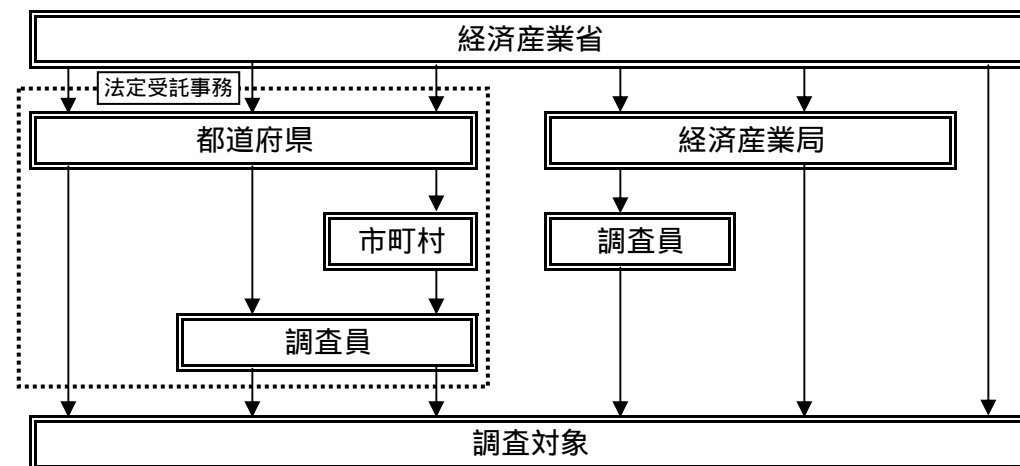 経済産業省
法定受託事務
都道府県
経済産業局
市町村
調査員
調査員
調査対象